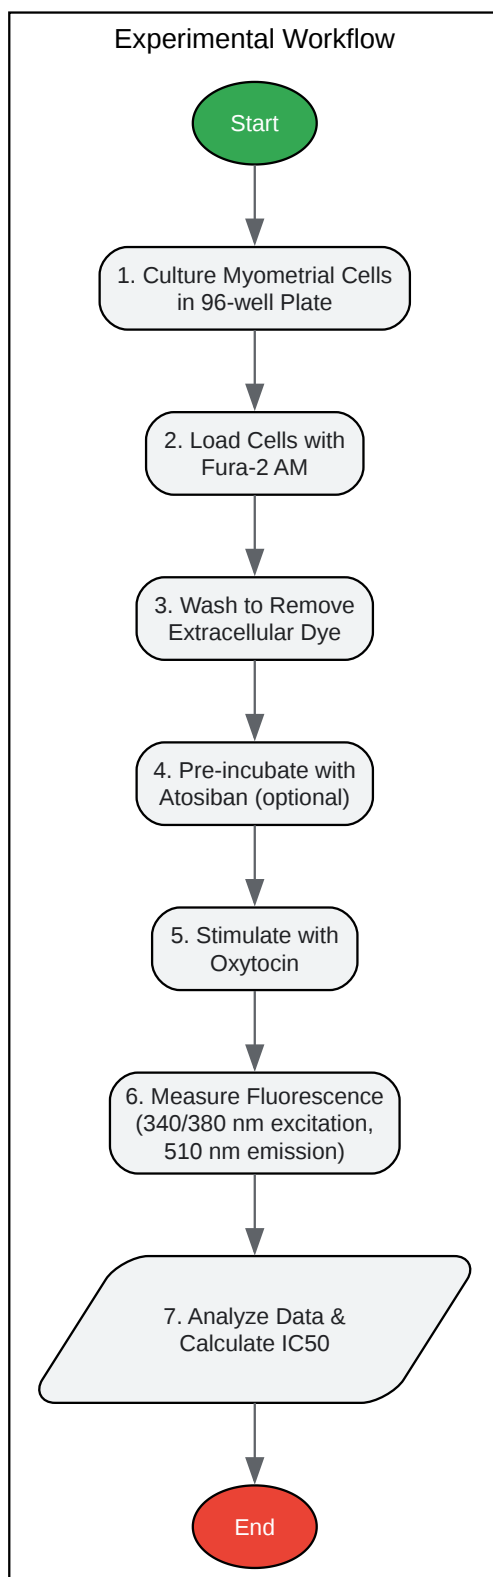 Experimental Workflow
Start
1. Culture Myometrial Cells
in 96-well Plate
2. Load Cells with
Fura-2 AM
3. Wash to Remove
Extracellular Dye
4. Pre-incubate with
Atosiban (optional)
5. Stimulate with
Oxytocin
6. Measure Fluorescence
(340/380 nm excitation,
510 nm emission)
7. Analyze Data &
Calculate IC50
End